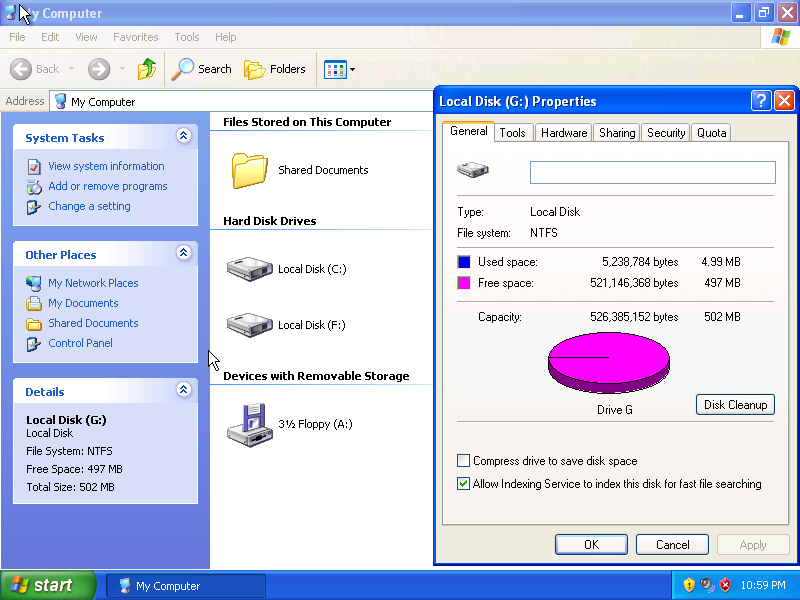 My Computer
File Edit View Favorites Tools Help
Back Search Folders
Address My Computer
System Tasks
View system information
Add or remove programs
Change a setting
Other Places
My Network Places
My Documents
Shared Documents
Control Panel
Details
Local Disk (G:)
Local Disk
File System: NTFS
Free Space: 497 MB
Total Size: 502 MB
Files Stored on This Computer
Shared Documents
Hard Disk Drives
Local Disk (C:)
Local Disk (F:)
Devices with Removable Storage
3½ Floppy (A:)
Local Disk (G:) Properties
General Tools Hardware Sharing Security Quota
Type: Local Disk
File system: NTFS
Used space: 5,238,784 bytes 4.99 MB
Free space: 521,146,368 bytes 497 MB
Capacity: 526,385,152 bytes 502 MB
Drive G
Disk Cleanup
Compress drive to save disk space
Allow Indexing Service to index this disk for fast file searching
OK Cancel Apply
start My Computer 10:59 PM